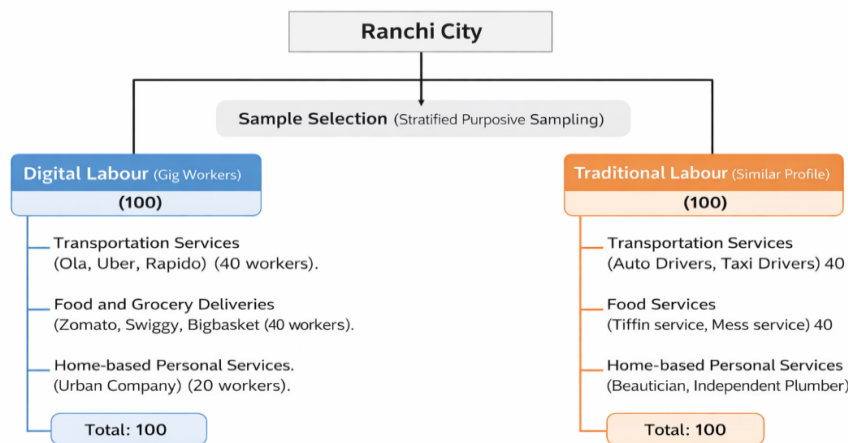 Ranchi City
Sample Selection (Stratified Purposive Sampling)
Digital Labour (Gig Workers)
(100)
Transportation Services
(Ola, Uber, Rapido) (40 workers).
Food and Grocery Deliveries
(Zomato, Swiggy, Bigbasket (40 workers).
Home-based Personal Services.
(Urban Company) (20 workers).
Total: 100
Traditional Labour (Similar Profile)
(100)
Transportation Services
(Auto Drivers, Taxi Drivers) 40
Food Services
(Tiffin service, Mess service) 40
Home-based Personal Services
(Beautician, Independent Plumber)
Total: 100